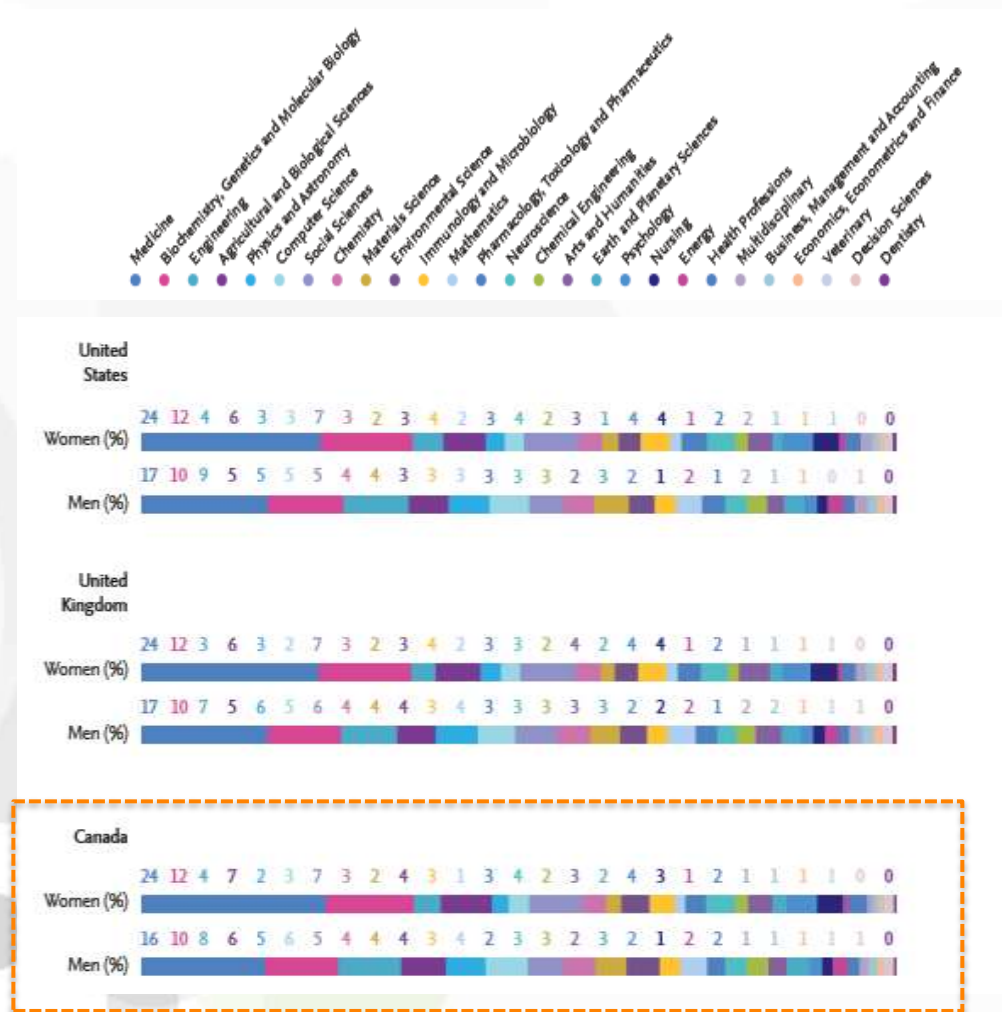 Medicine
Biochemistry, Genetics and Molecular Biology
Engineering
Agricultural and Biological Sciences
Physics and Astronomy
Computer Science
Social Sciences
Chemistry
Materials Science
Environmental Science
Immunology and Microbiology
Mathematics
Pharmacology, Toxicology and Pharmaceutics
Neuroscience
Chemical Engineering
Arts and Humanities
Earth and Planetary Sciences
Psychology
Nursing
Energy
Health Professions
Multidisciplinary
Business, Management and Accounting
Economics, Econometrics and Finance
Veterinary
Decision Sciences
Dentistry
United
States
24 12 4 6 3 3 7 3 2 3 4 2 3 4 2 3 1 4 4 1 2 2 1 1 1 0 0
Women (%)
17 10 9 5 5 5 5 4 4 3 3 3 3 3 3 2 3 2 1 2 1 2 1 1 0 1 0
Men (%)
United
Kingdom
24 12 3 6 3 2 7 3 2 3 4 2 3 3 2 4 2 4 4 1 2 1 1 1 1 0 0
Women (%)
17 10 7 5 6 5 6 4 4 4 3 4 3 3 3 3 3 2 2 2 1 2 2 1 1 1 0
Men (%)
Canada
24 12 4 7 2 3 7 3 2 4 3 1 3 4 2 3 2 4 3 1 2 1 1 1 1 0 0
Women (%)
16 10 8 6 5 6 5 4 4 4 3 4 2 3 3 2 3 2 1 2 2 1 1 1 1 1 0
Men (%)